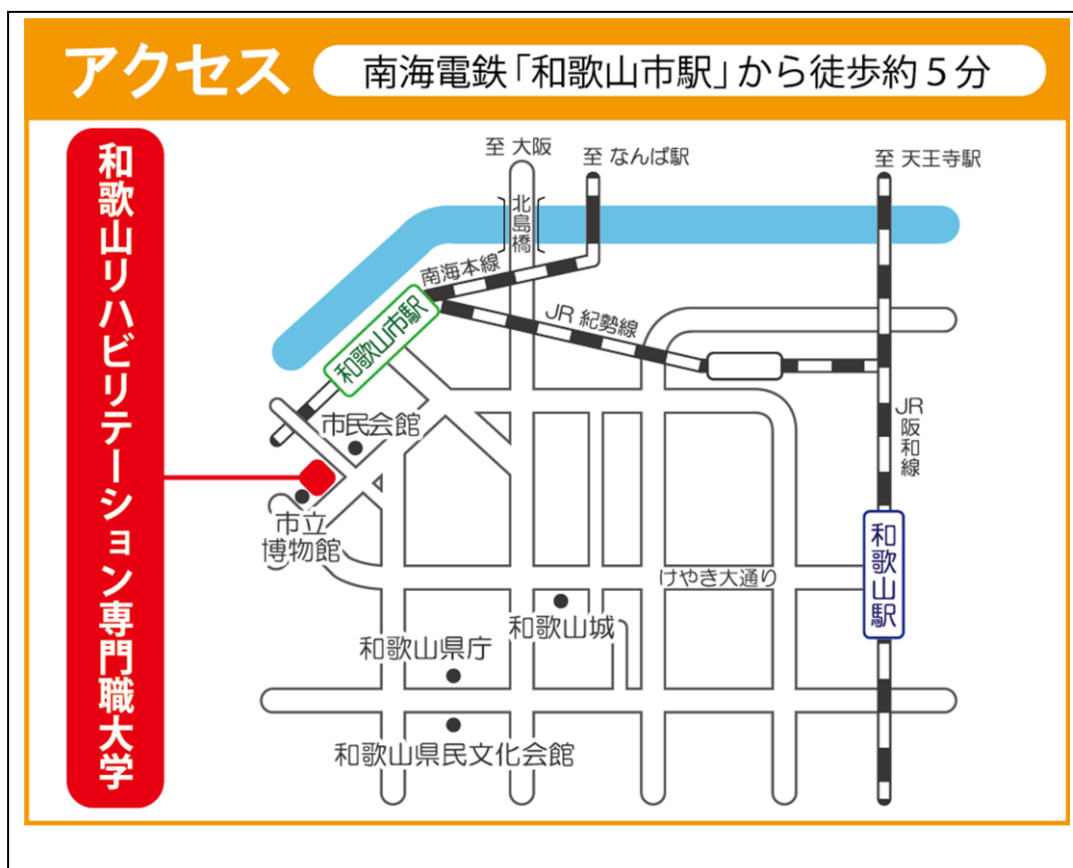 アクセス
南海電鉄「和歌山市駅」から徒歩約5分
和歌山リハビリテーション専門職大学
至 大阪
至 なんば駅
至 天王寺駅
北島橋
南海本線
JR 紀勢線
和歌山市駅
JR阪和線
市民会館
市立
博物館
和歌山駅
けやき大通り
和歌山城
和歌山県庁
和歌山県民文化会館